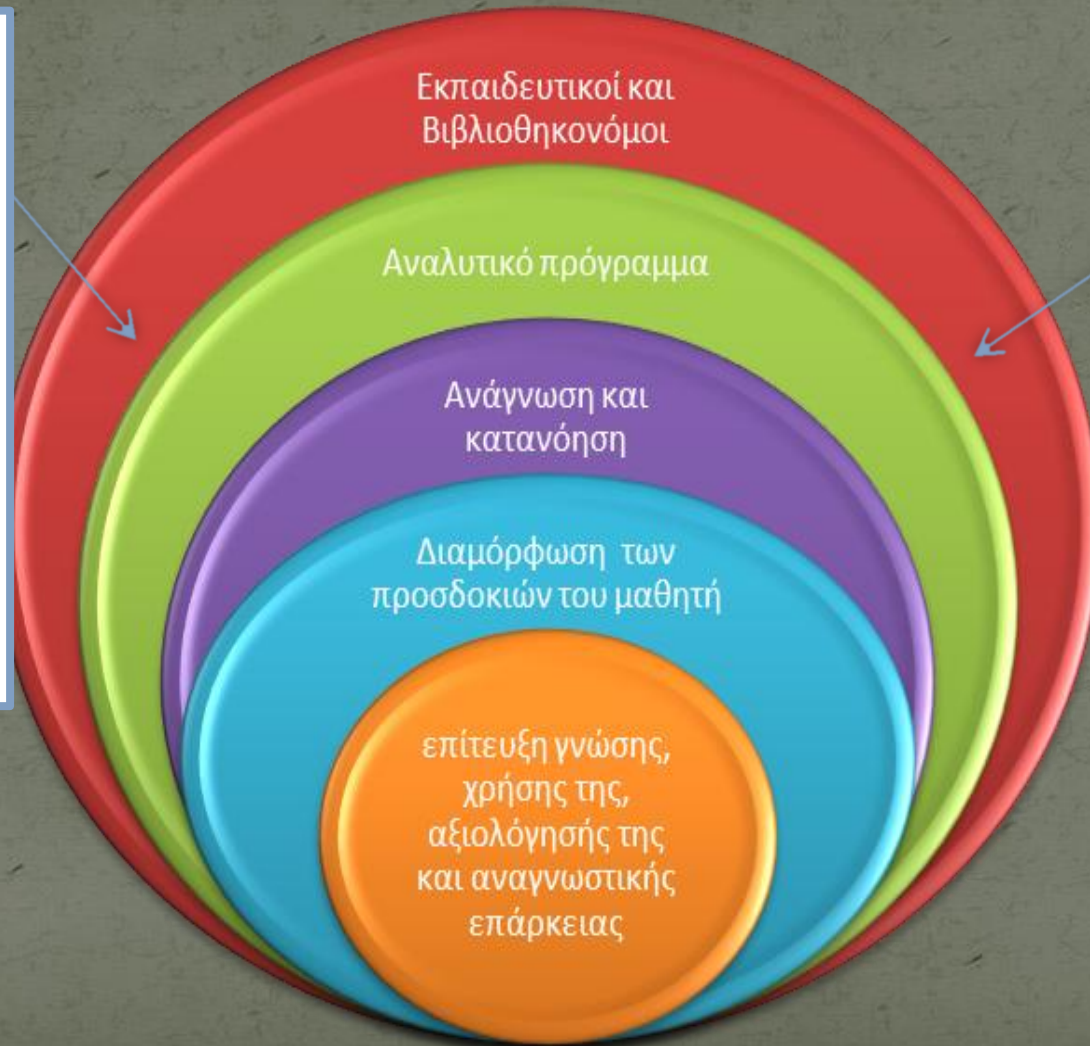 Εκπαιδευτικοί και
Βιβλιοθηκονόμοι
Αναλυτικό πρόγραμμα
Ανάγνωση και
κατανόηση
Διαμόρφωση των
προσδοκιών του μαθητή
επίτευξη γνώσης,
χρήσης της,
αξιολόγησής της
και αναγνωστικής
επάρκειας